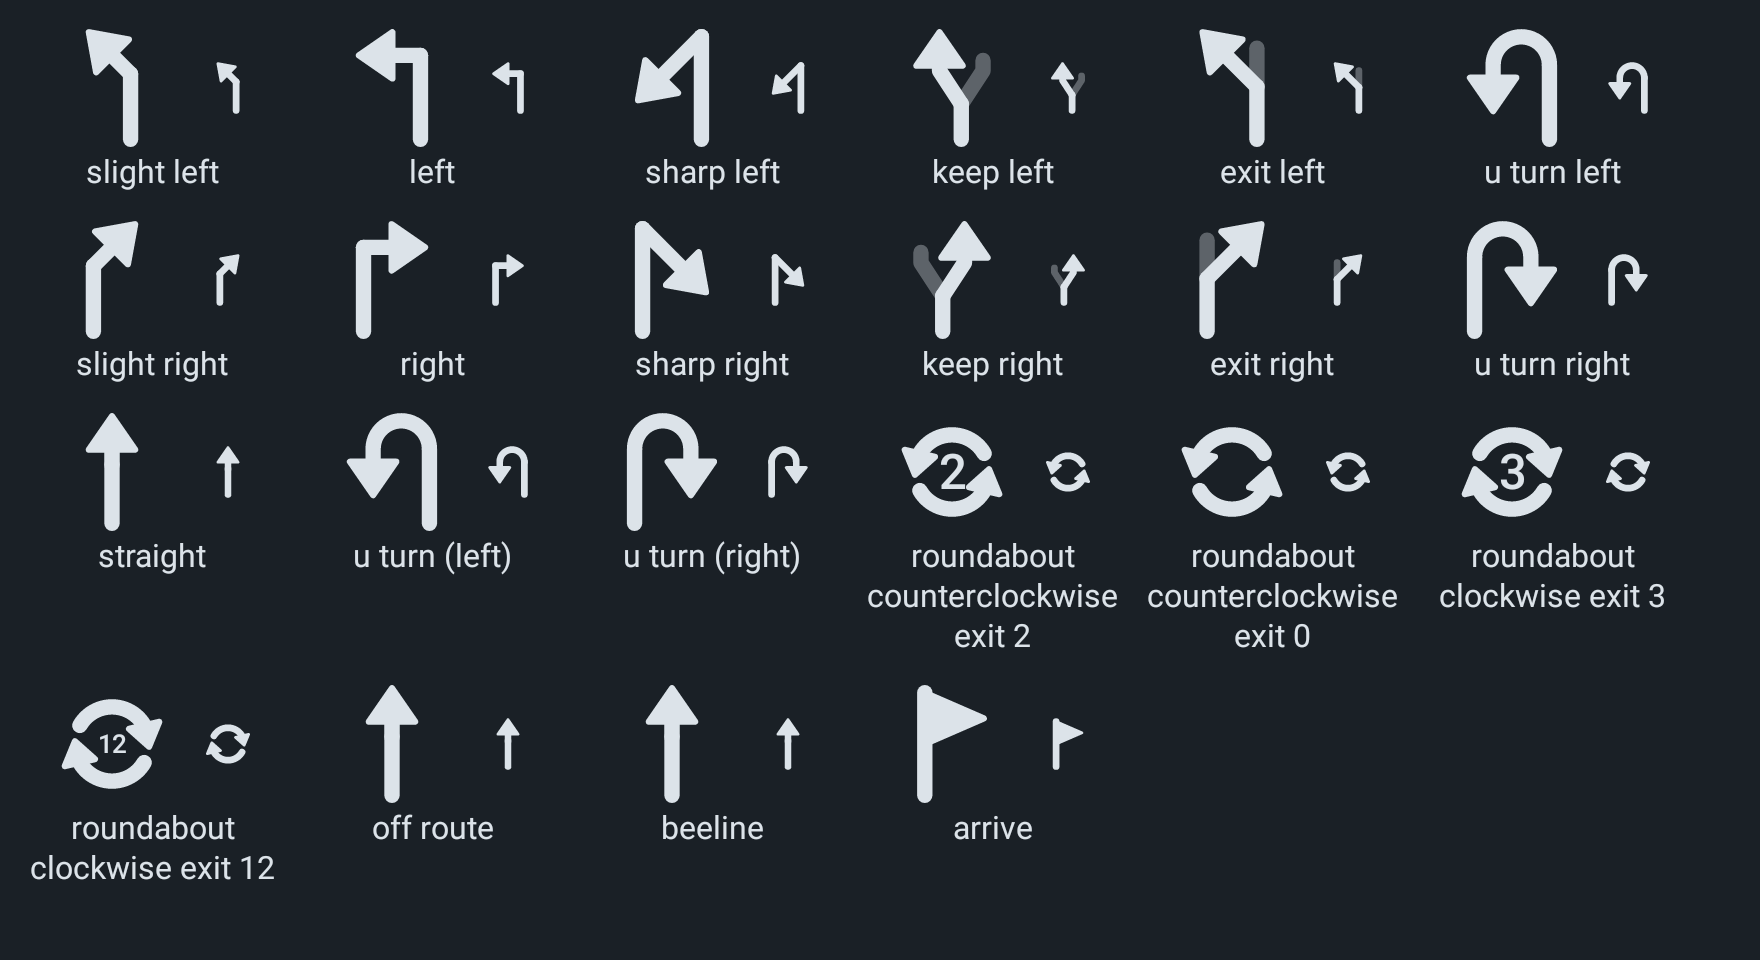 slight left
left
sharp left
keep left
exit left
u turn left
slight right
right
sharp right
keep right
exit right
u turn right
2
3
straight
u turn (left)
u turn (right)
roundabout
counterclockwise
exit 2
roundabout
counterclockwise
exit 0
roundabout
clockwise exit 3
12
roundabout
clockwise exit 12
off route
beeline
arrive